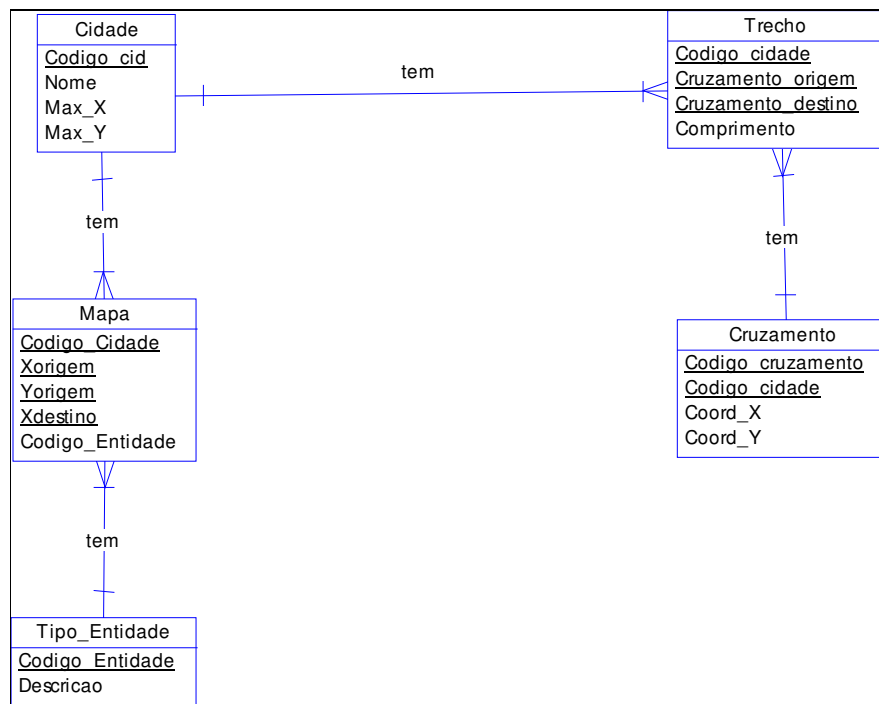 Cidade
Codigo_cid
Nome
Max_X
Max_Y
tem
Trecho
Codigo_cidade
Cruzamento_origem
Cruzamento_destino
Comprimento
tem
Mapa
Codigo_Cidade
Xorigem
Yorigem
Xdestino
Codigo_Entidade
tem
Cruzamento
Codigo_cruzamento
Codigo_cidade
Coord_X
Coord_Y
tem
Tipo_Entidade
Codigo_Entidade
Descricao